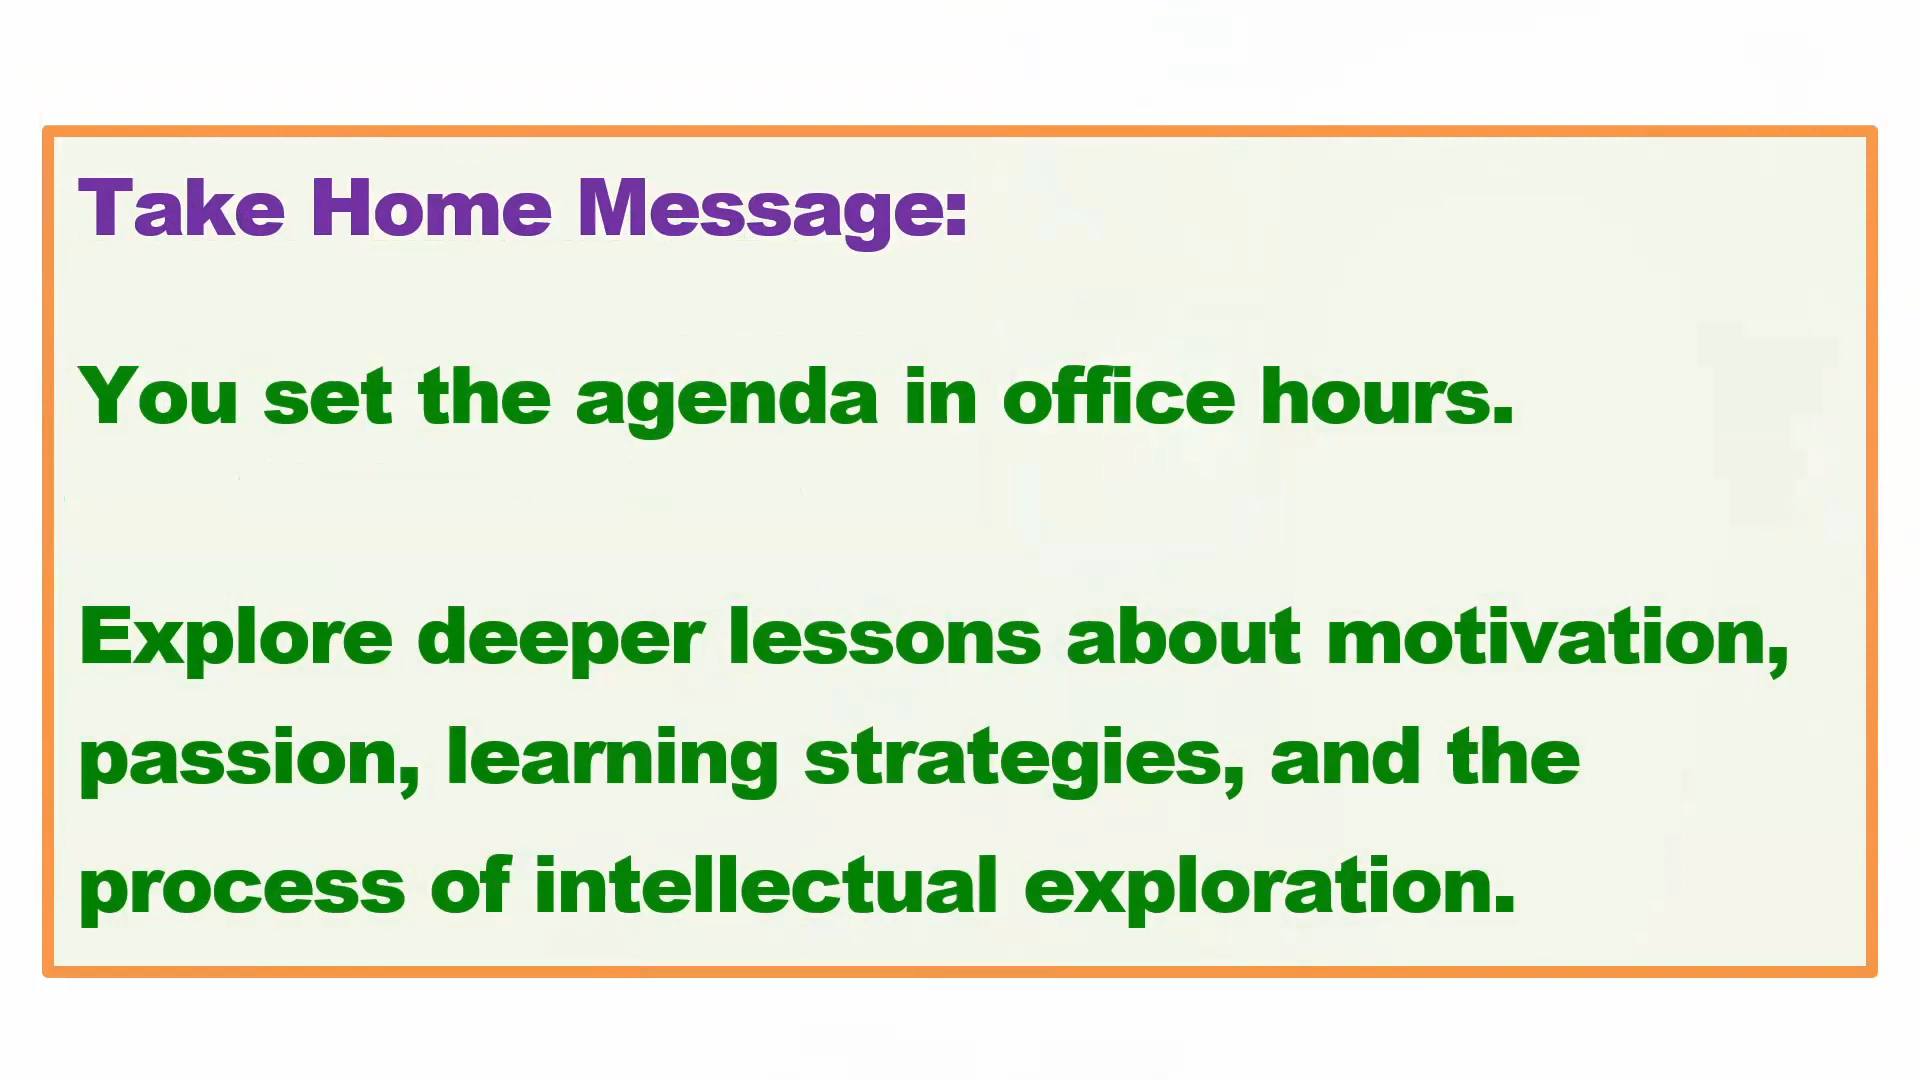 Take Home Message:
You set the agenda in office hours.
Explore deeper lessons about motivation,
passion, learning strategies, and the
process of intellectual exploration.